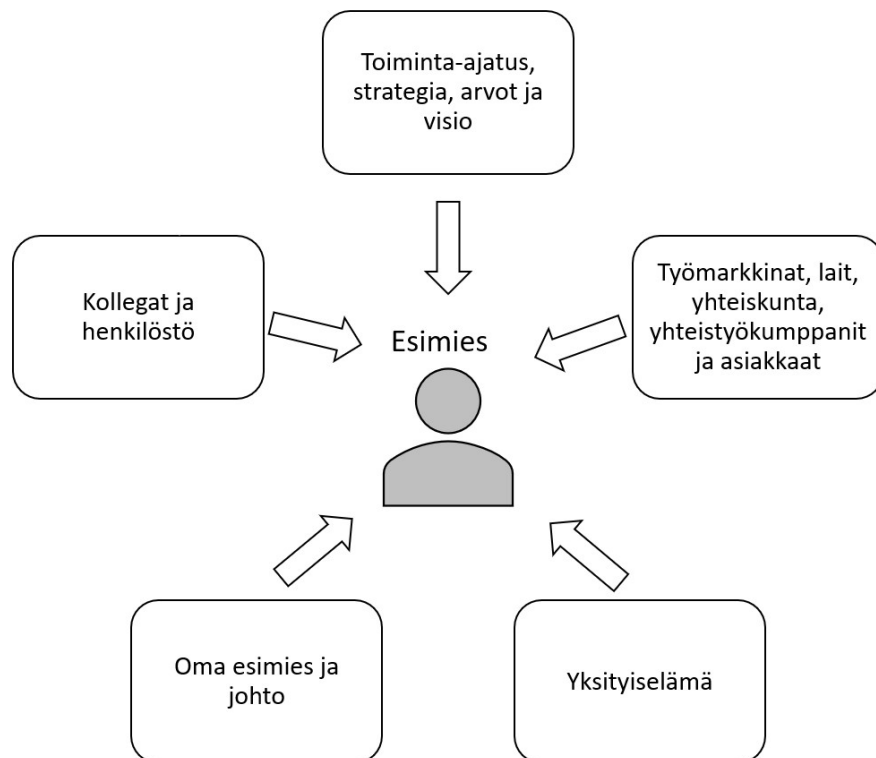 Toiminta-ajatus,
strategia, arvot ja
visio
Kollegat ja
henkilöstö
Työmarkkinat, lait,
yhteiskunta,
yhteistyökumppanit
ja asiakkaat
Esimies
Oma esimies ja
johto
Yksityiselämä